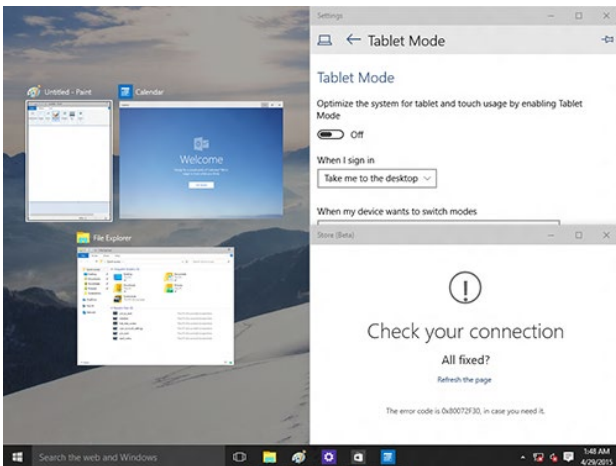 Settings
Tablet Mode
Tablet Mode
Optimize the system for tablet and touch usage by enabling Tablet
Mode
Off
When I sign in
Take me to the desktop
When my device wants to switch modes
Untitled - Paint
Calendar
Welcome
File Explorer
Store (Beta)
Check your connection
All fixed?
Refresh the page
The error code is 0x80072F30, in case you need it.
Search the web and Windows
1:48 AM
4/29/2015